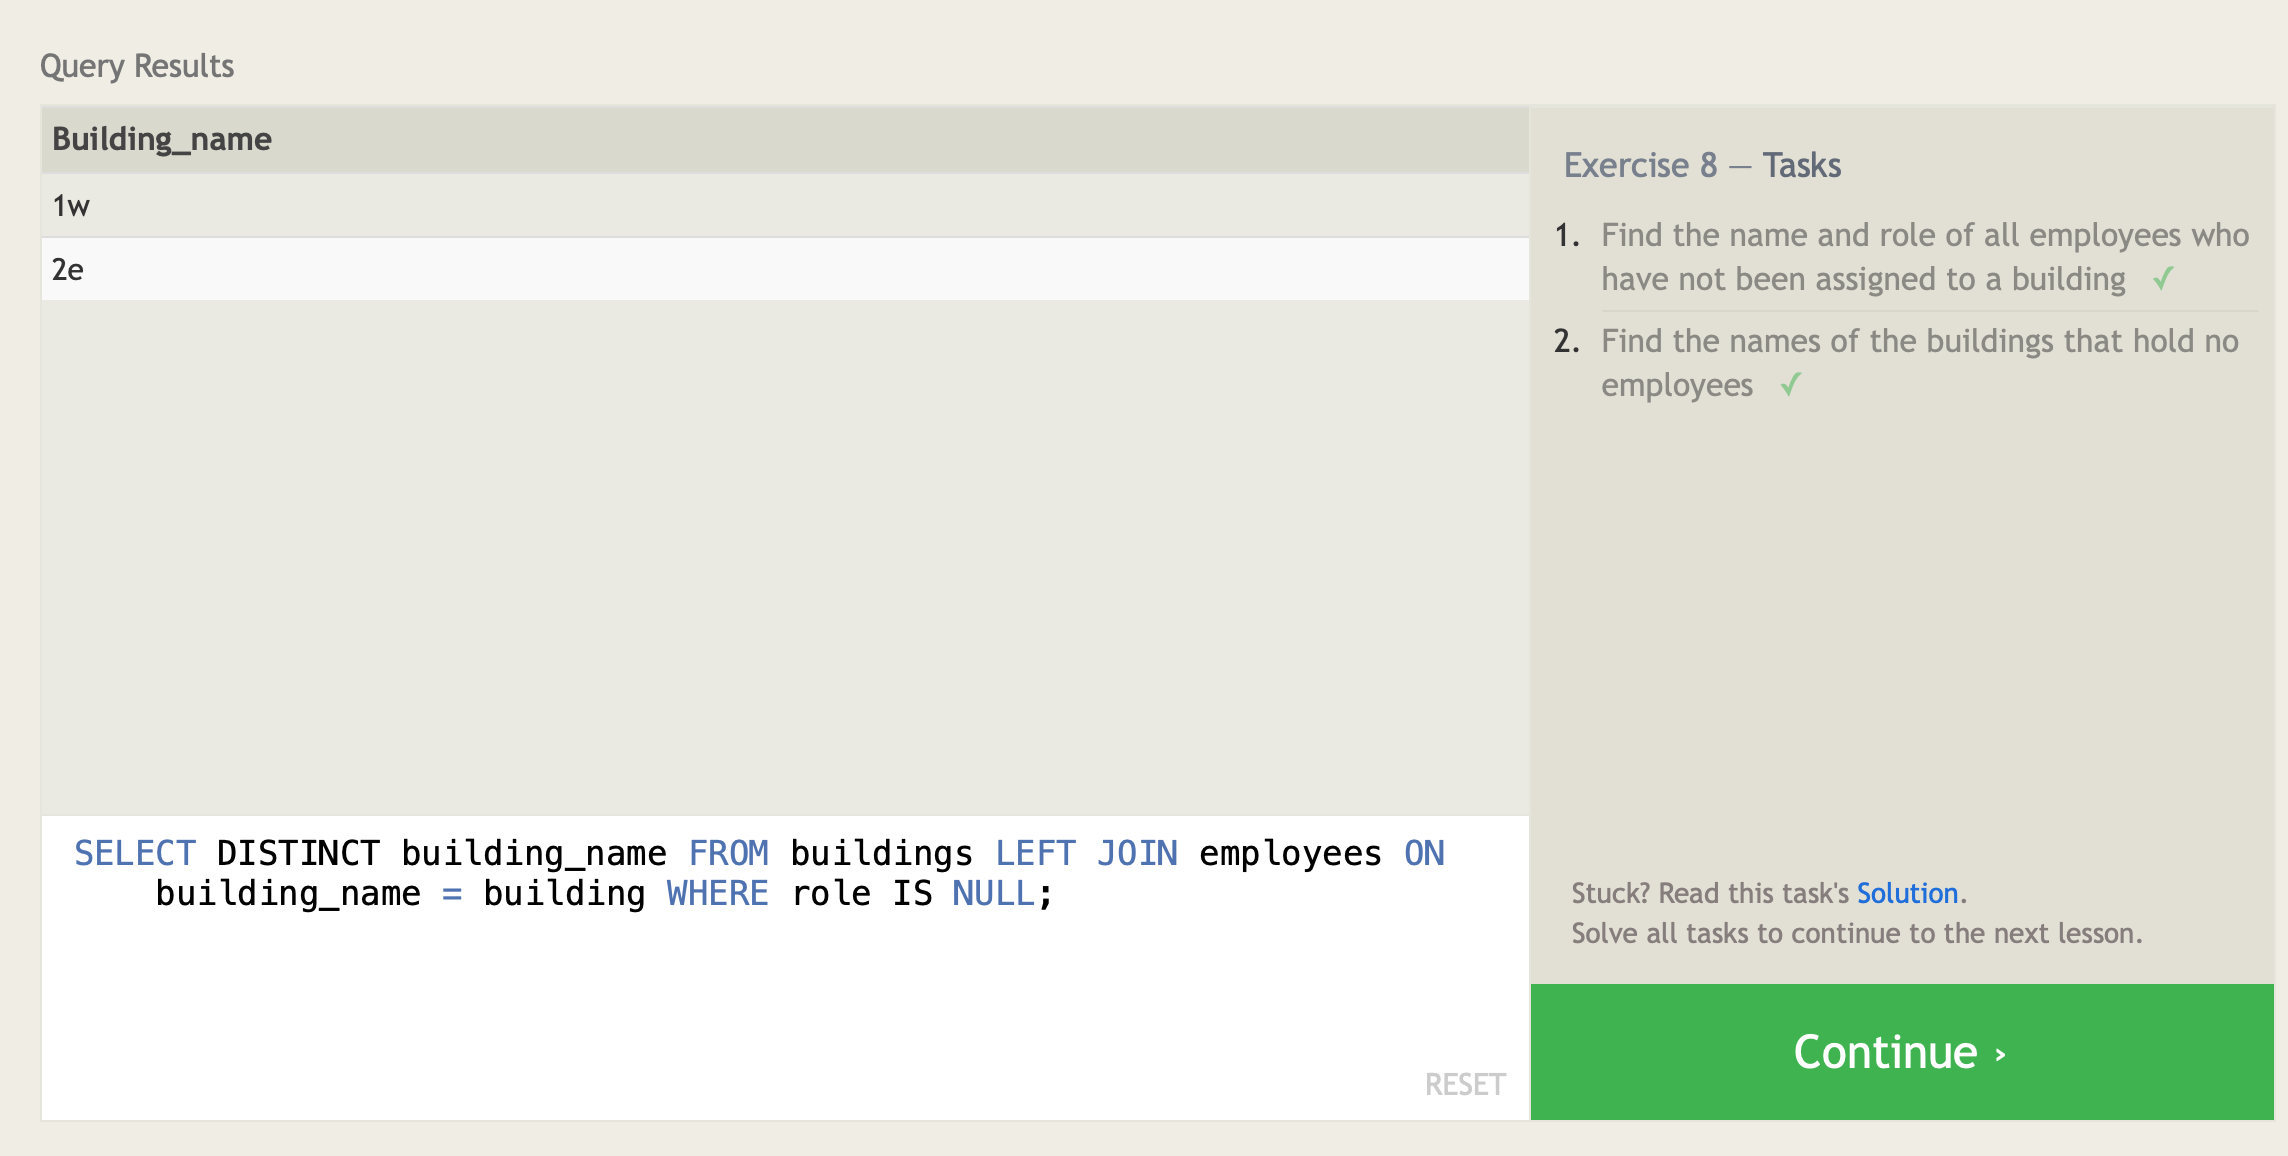 Query Results
Building_name
1w
2e
SELECT DISTINCT building_name FROM buildings LEFT JOIN employees ON
building_name = building WHERE role IS NULL;
RESET
Exercise 8 — Tasks
1. Find the name and role of all employees who
have not been assigned to a building ✓
2. Find the names of the buildings that hold no
employees ✓
Stuck? Read this task's Solution.
Solve all tasks to continue to the next lesson.
Continue ›